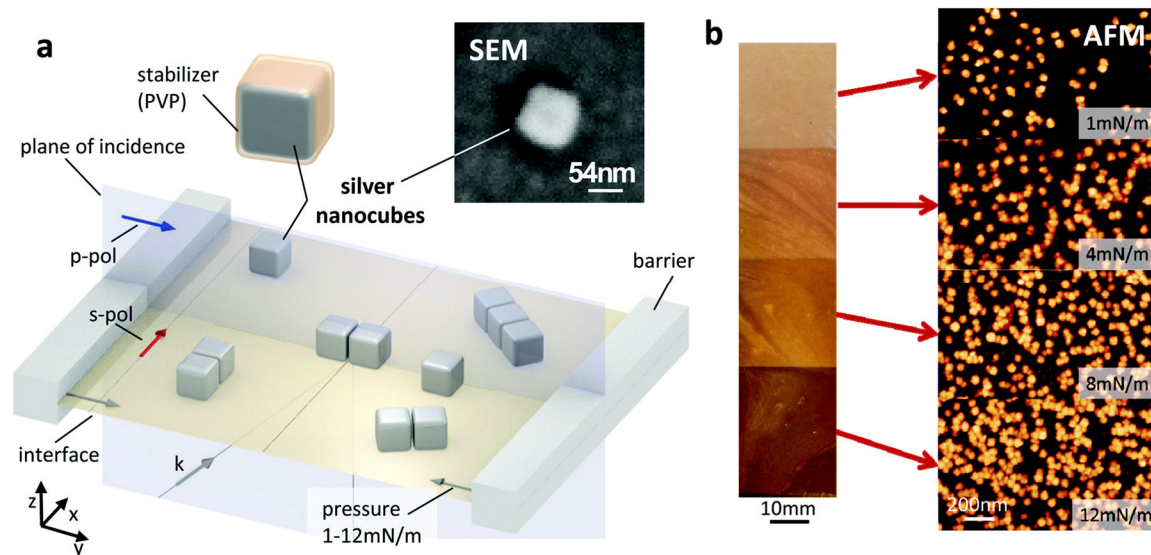 a
stabilizer
(PVP)
SEM
54nm
plane of incidence
silver
nanocubes
p-pol
s-pol
barrier
interface
k
pressure
1-12mN/m
z
x
y
b
AFM
1mN/m
4mN/m
8mN/m
200nm
12mN/m
10mm